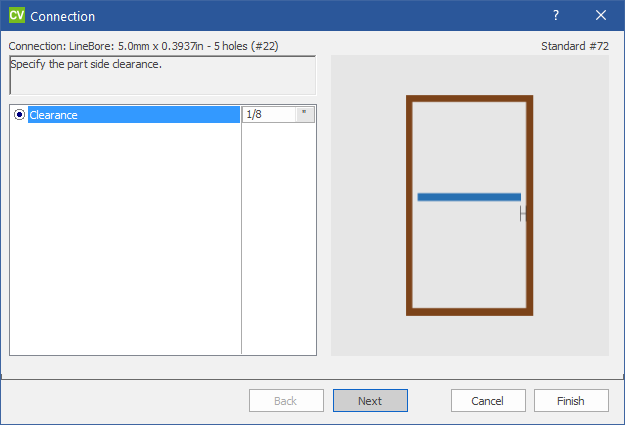 CV Connection ?
Connection: LineBore: 5.0mm x 0.3937in - 5 holes (#22) Standard #72
Specify the part side clearance.
Clearance 1/8 "
Back Next Cancel Finish